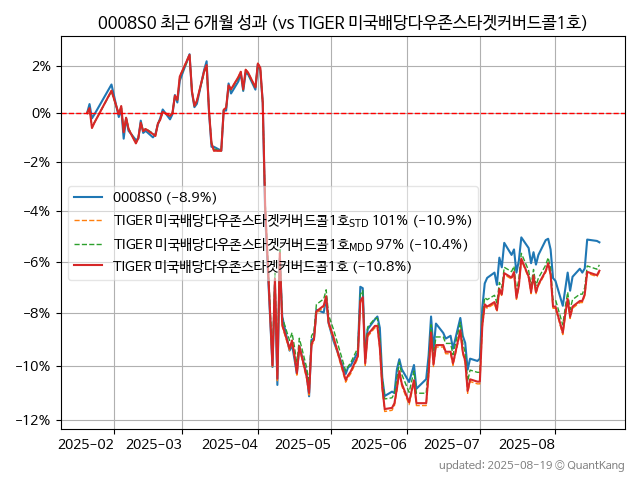 0008S0 최근 6개월 성과 (vs TIGER 미국배당다우존스타겟커버드콜1호)
2%
0%
−2%
−4%
−6%
−8%
−10%
−12%
0008S0 (−8.9%)
TIGER 미국배당다우존스타겟커버드콜1호STD 101% (−10.9%)
TIGER 미국배당다우존스타겟커버드콜1호MDD 97% (−10.4%)
TIGER 미국배당다우존스타겟커버드콜1호 (−10.8%)
2025-02 2025-03 2025-04 2025-05 2025-06 2025-07 2025-08
updated: 2025-08-19 © QuantKang